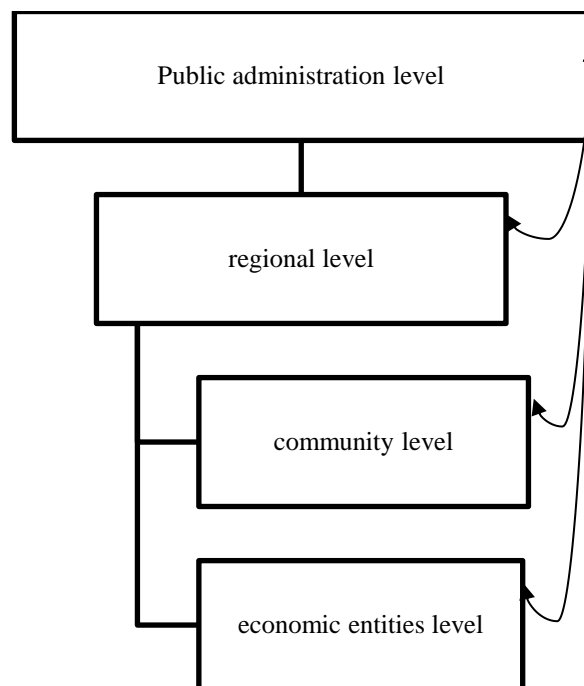 Public administration level
regional level
community level
economic entities level